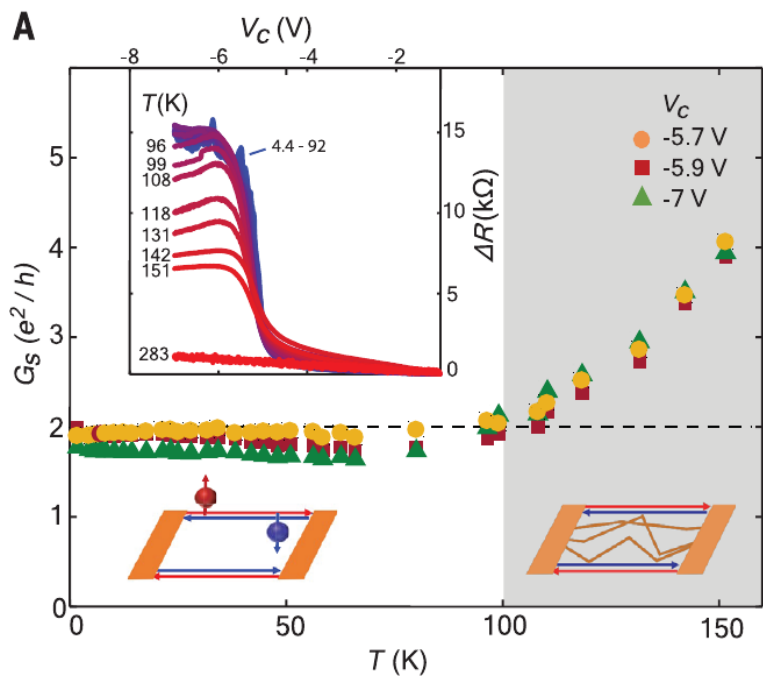 A
V_C (V)
-8 -6 -4 -2
T(K)
96
99
108
118
131
142
151
283
4.4 - 92
15
10
5
0
ΔR(kΩ)
V_C
-5.7 V
-5.9 V
-7 V
G_S (e²/h)
5
4
3
2
1
0
0 50 100 150
T (K)